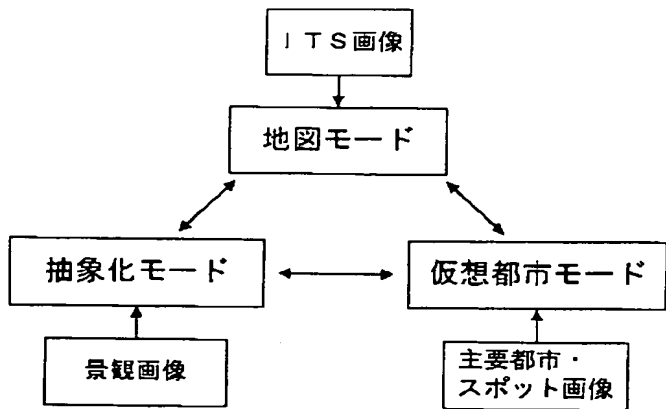 ITS画像
地図モード
抽象化モード
仮想都市モード
景観画像
主要都市・
スポット画像